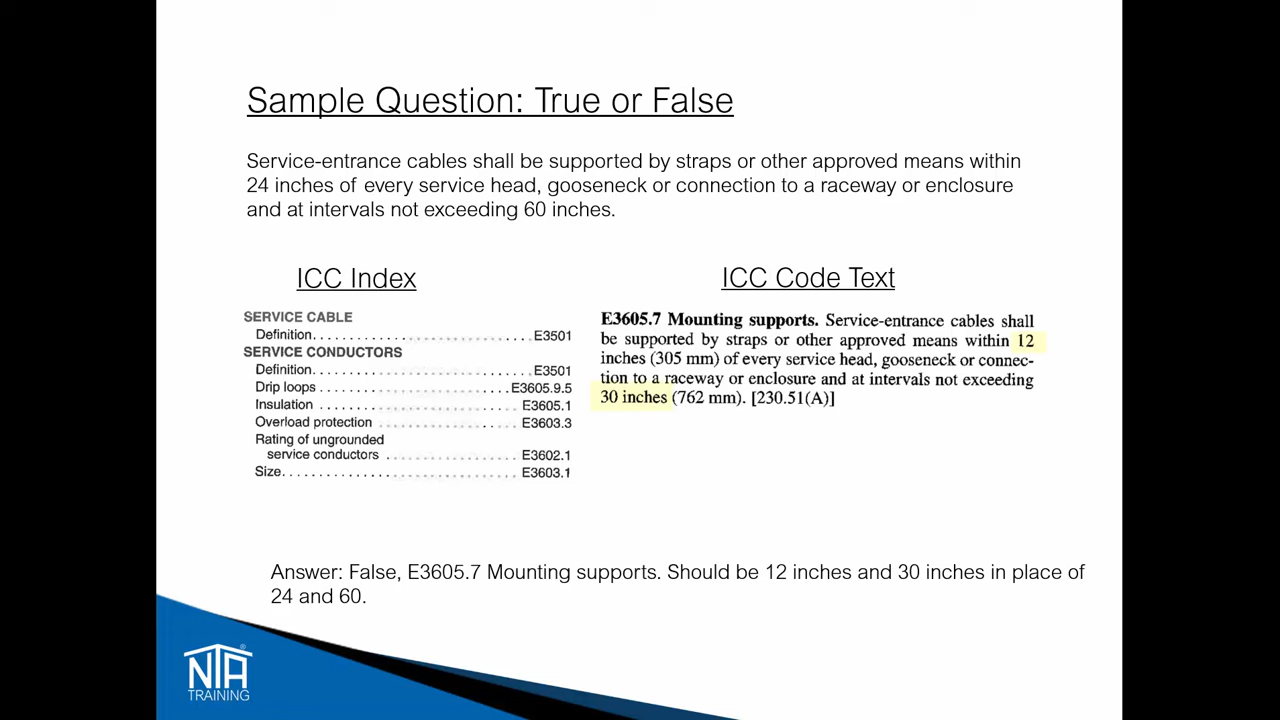 Sample Question: True or False
Service-entrance cables shall be supported by straps or other approved means within
24 inches of every service head, gooseneck or connection to a raceway or enclosure
and at intervals not exceeding 60 inches.
ICC Index
SERVICE CABLE
Definition. . . . . . . . . . . . . . . . . . . . . . . . . . . . . E3501
SERVICE CONDUCTORS
Definition. . . . . . . . . . . . . . . . . . . . . . . . . . . . . E3501
Drip loops . . . . . . . . . . . . . . . . . . . . . . . . . E3605.9.5
Insulation . . . . . . . . . . . . . . . . . . . . . . . . . . E3605.1
Overload protection . . . . . . . . . . . . . . . . . . . E3603.3
Rating of ungrounded
service conductors . . . . . . . . . . . . . . . . . . E3602.1
Size. . . . . . . . . . . . . . . . . . . . . . . . . . . . . . . . E3603.1
ICC Code Text
E3605.7 Mounting supports. Service-entrance cables shall
be supported by straps or other approved means within 12
inches (305 mm) of every service head, gooseneck or connec-
tion to a raceway or enclosure and at intervals not exceeding
30 inches (762 mm). [230.51(A)]
Answer: False, E3605.7 Mounting supports. Should be 12 inches and 30 inches in place of
24 and 60.
NTA
®
TRAINING